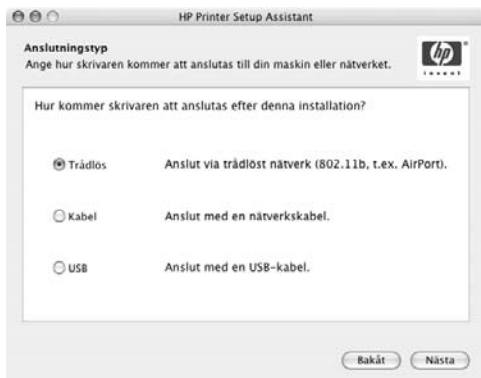 HP Printer Setup Assistant
Anslutningstyp
Ange hur skrivaren kommer att anslutas till din maskin eller nätverket.
hp
invent
Hur kommer skrivaren att anslutas efter denna installation?
Trådlös Anslut via trådlöst nätverk (802.11b, t.ex. AirPort).
Kabel Anslut med en nätverkskabel.
USB Anslut med en USB-kabel.
Bakåt Nästa